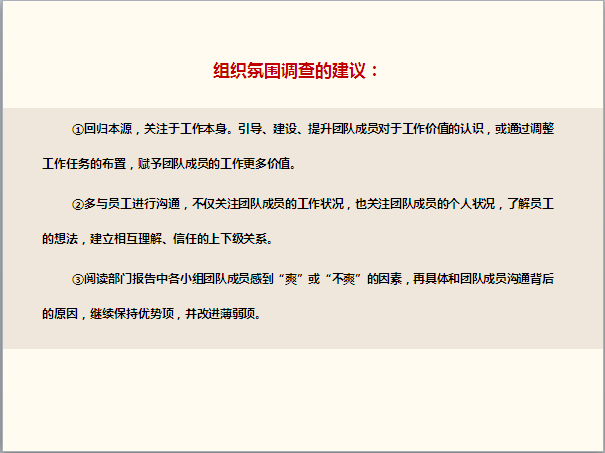 组织氛围调查的建议：
①回归本源，关注于工作本身。引导、建设、提升团队成员对于工作价值的认识，或通过调整
工作任务的布置，赋予团队成员的工作更多价值。
②多与员工进行沟通，不仅关注团队成员的工作状况，也关注团队成员的个人状况，了解员工
的想法，建立相互理解、信任的上下级关系。
③阅读部门报告中各小组团队成员感到“爽”或“不爽”的因素，再具体和团队成员沟通背后
的原因，继续保持优势项，并改进薄弱项。